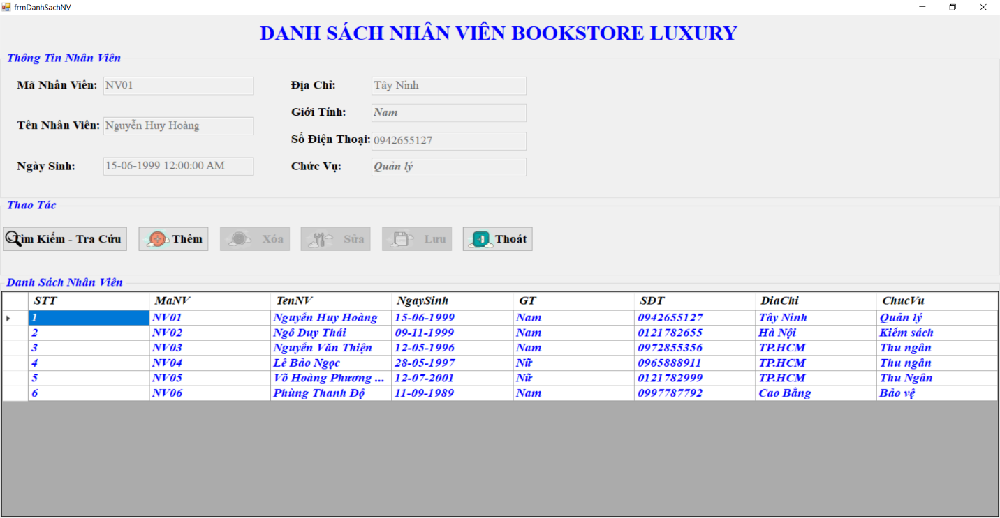 frmDanhSachNV
DANH SÁCH NHÂN VIÊN BOOKSTORE LUXURY
Thông Tin Nhân Viên
Mã Nhân Viên: NV01
Địa Chỉ: Tây Ninh
Giới Tính: Nam
Tên Nhân Viên: Nguyễn Huy Hoàng
Số Điện Thoại: 0942655127
Ngày Sinh: 15-06-1999 12:00:00 AM
Chức Vụ: Quản lý
Thao Tác
Tìm Kiếm - Tra Cứu Thêm Xóa Sửa Lưu Thoát
Danh Sách Nhân Viên
STT MaNV TenNV NgaySinh GT SĐT DiaChi ChucVu
1 NV01 Nguyễn Huy Hoàng 15-06-1999 Nam 0942655127 Tây Ninh Quản lý
2 NV02 Ngô Duy Thái 09-11-1999 Nam 0121782655 Hà Nội Kiểm sách
3 NV03 Nguyễn Văn Thiện 12-05-1996 Nam 0972855356 TP.HCM Thu ngân
4 NV04 Lê Bảo Ngọc 28-05-1997 Nữ 0965888911 TP.HCM Thu ngân
5 NV05 Võ Hoàng Phương ... 12-07-2001 Nữ 0121782999 TP.HCM Thu Ngân
6 NV06 Phùng Thanh Độ 11-09-1989 Nam 0997787792 Cao Bằng Bảo vệ